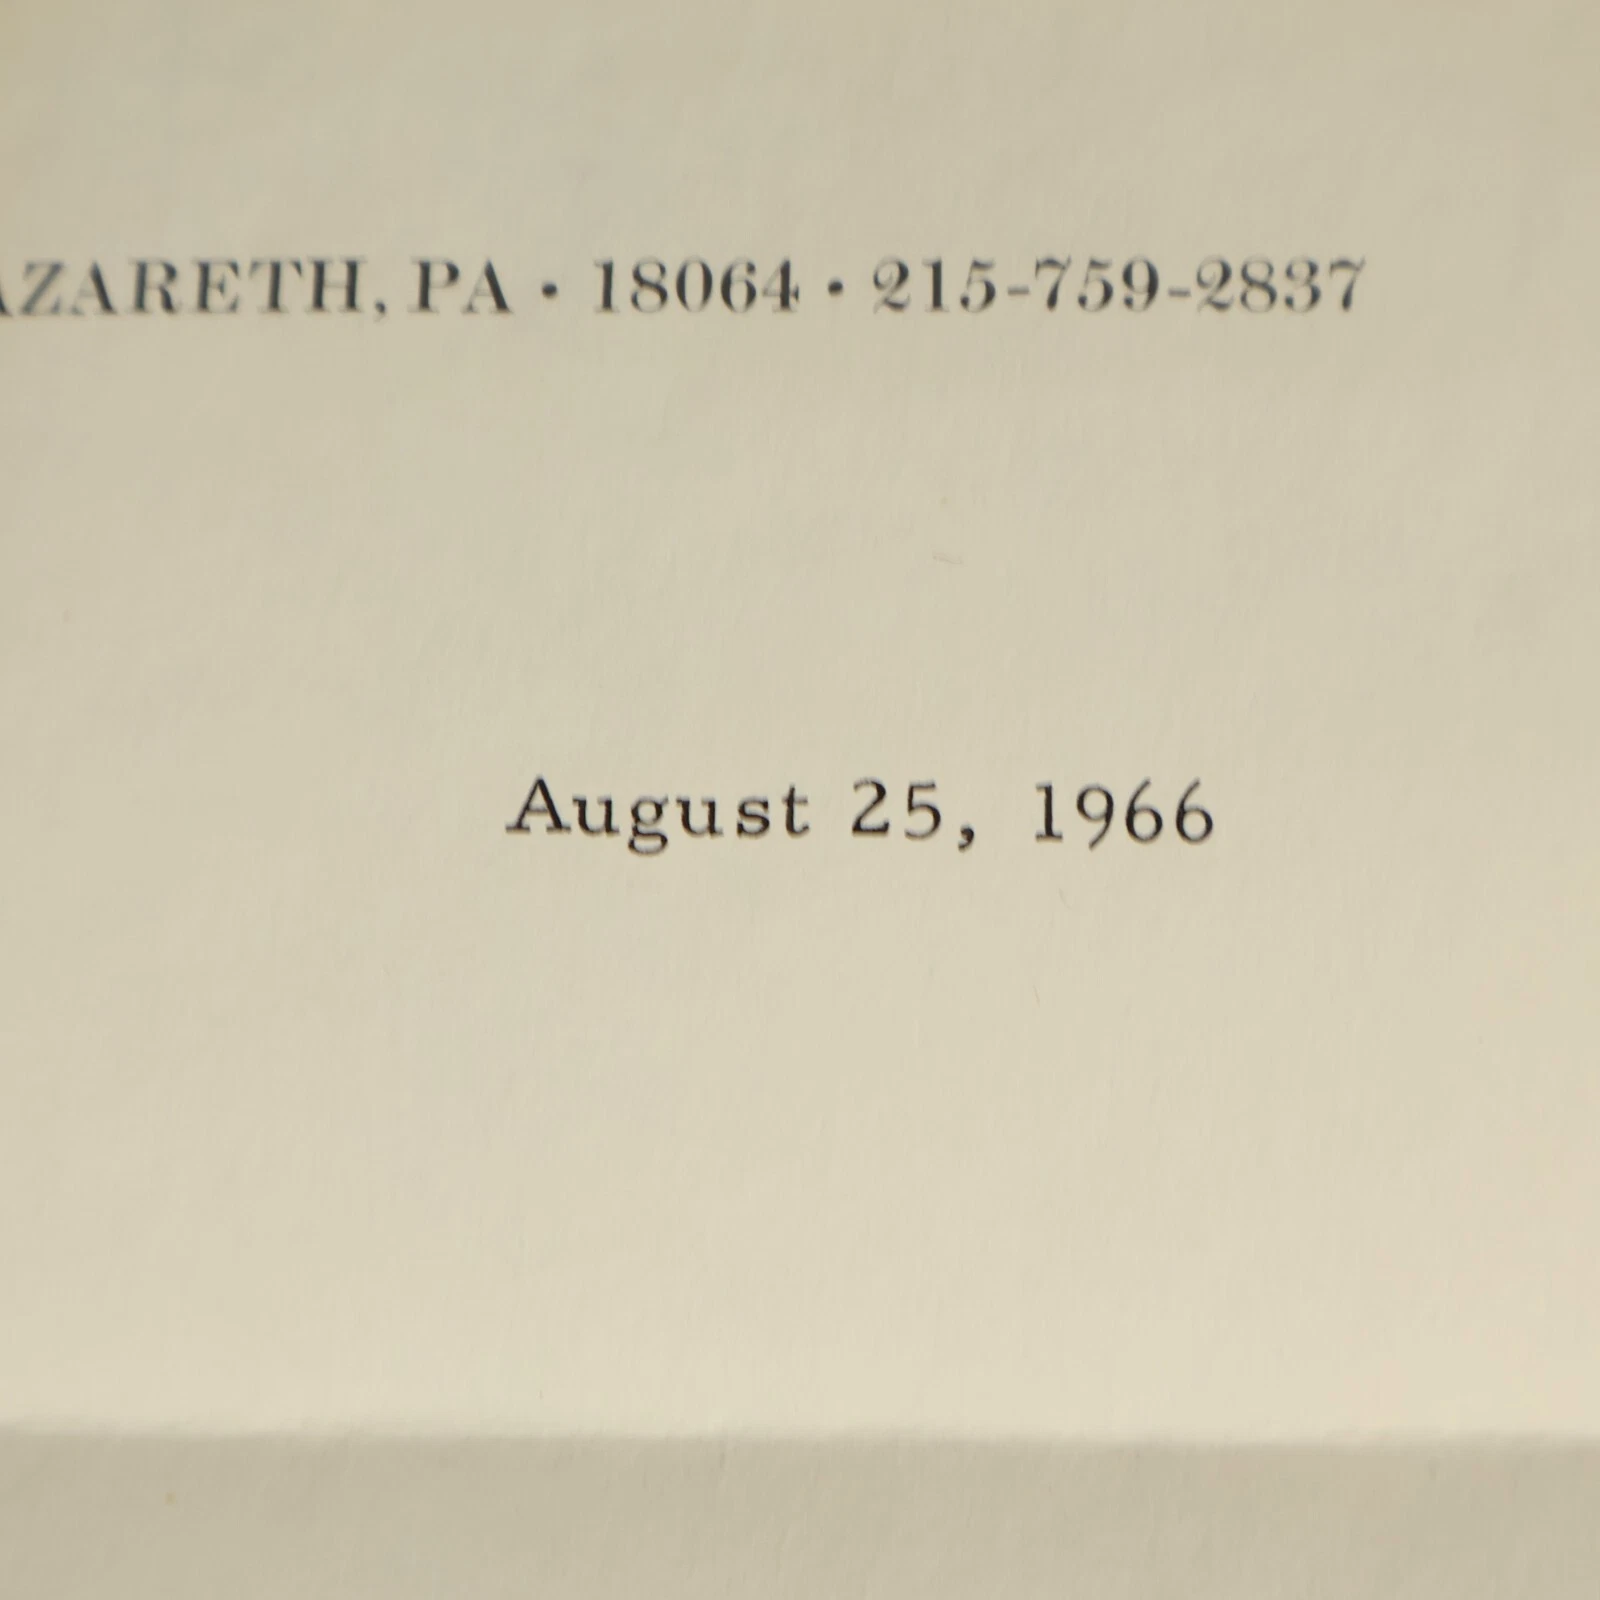 AZARETH, PA • 18064 • 215-759-2837
August 25, 1966